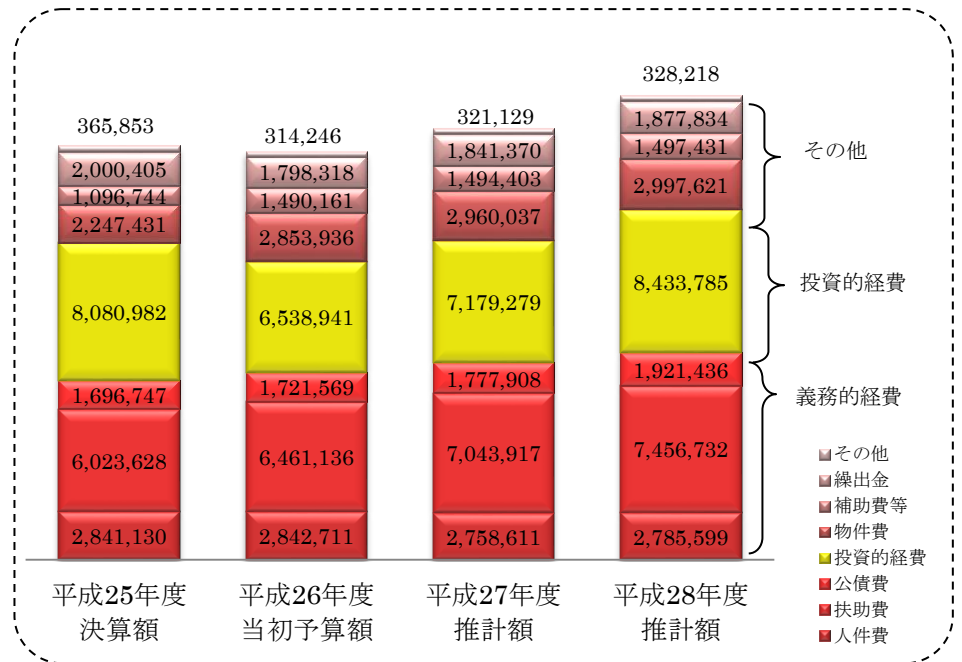 365,853
2,000,405
1,096,744
2,247,431
8,080,982
1,696,747
6,023,628
2,841,130
平成25年度
決算額
314,246
1,798,318
1,490,161
2,853,936
6,538,941
1,721,569
6,461,136
2,842,711
平成26年度
当初予算額
321,129
1,841,370
1,494,403
2,960,037
7,179,279
1,777,908
7,043,917
2,758,611
平成27年度
推計額
328,218
1,877,834
1,497,431
2,997,621
8,433,785
1,921,436
7,456,732
2,785,599
平成28年度
推計額
その他
投資的経費
義務的経費
その他
繰出金
補助費等
物件費
投資的経費
公債費
扶助費
人件費